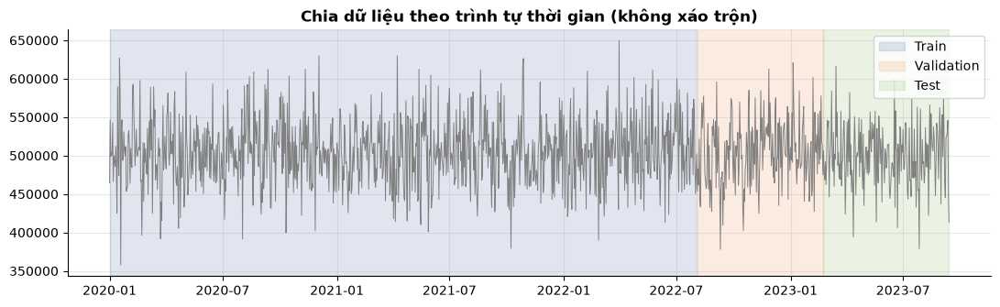 Chia dữ liệu theo trình tự thời gian (không xáo trộn)
650000
600000
550000
500000
450000
400000
350000
Train
Validation
Test
2020-01 2020-07 2021-01 2021-07 2022-01 2022-07 2023-01 2023-07